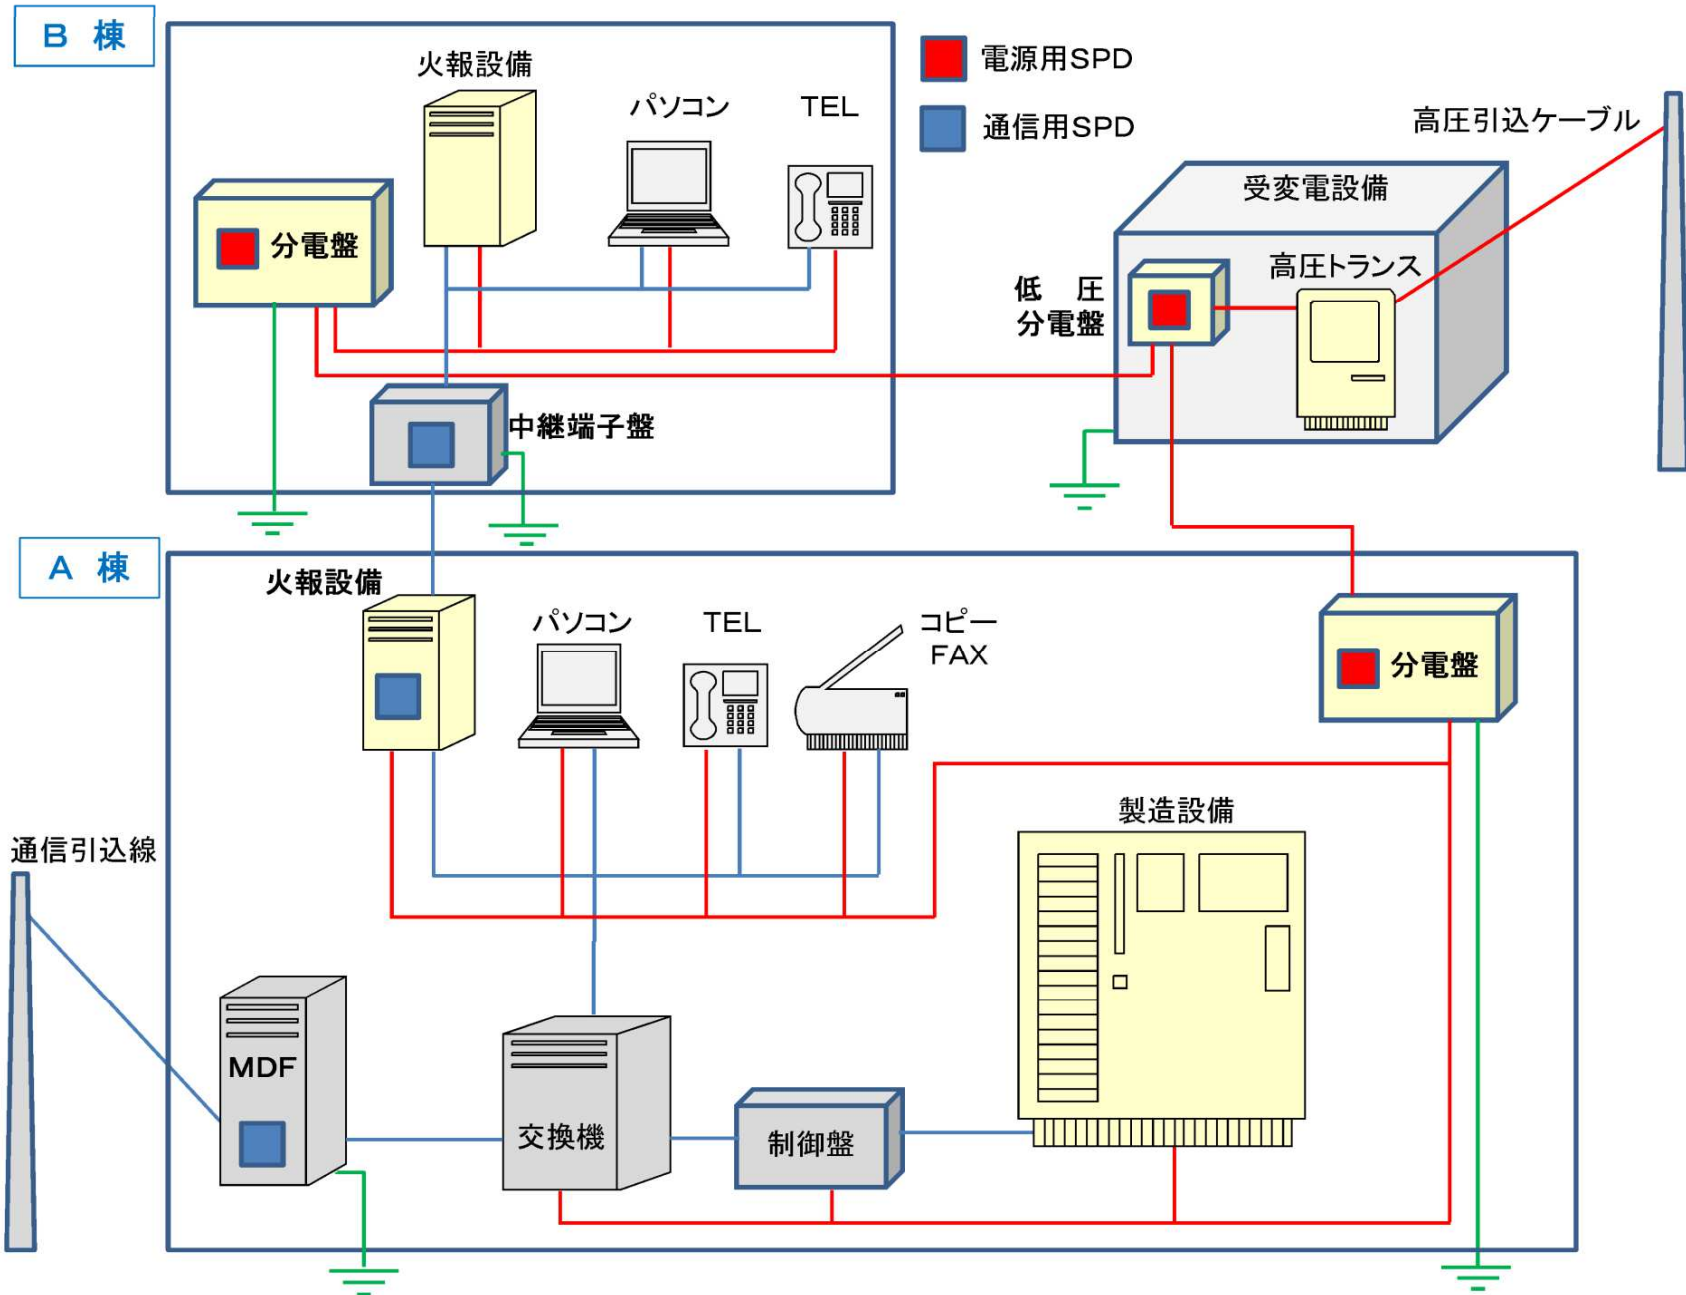 B 棟
火報設備
パソコン
TEL
電源用SPD
通信用SPD
高圧引込ケーブル
受変電設備
分電盤
高圧トランス
低 圧
分電盤
中継端子盤
A 棟
火報設備
パソコン
TEL
コピー
FAX
分電盤
製造設備
通信引込線
MDF
交換機
制御盤